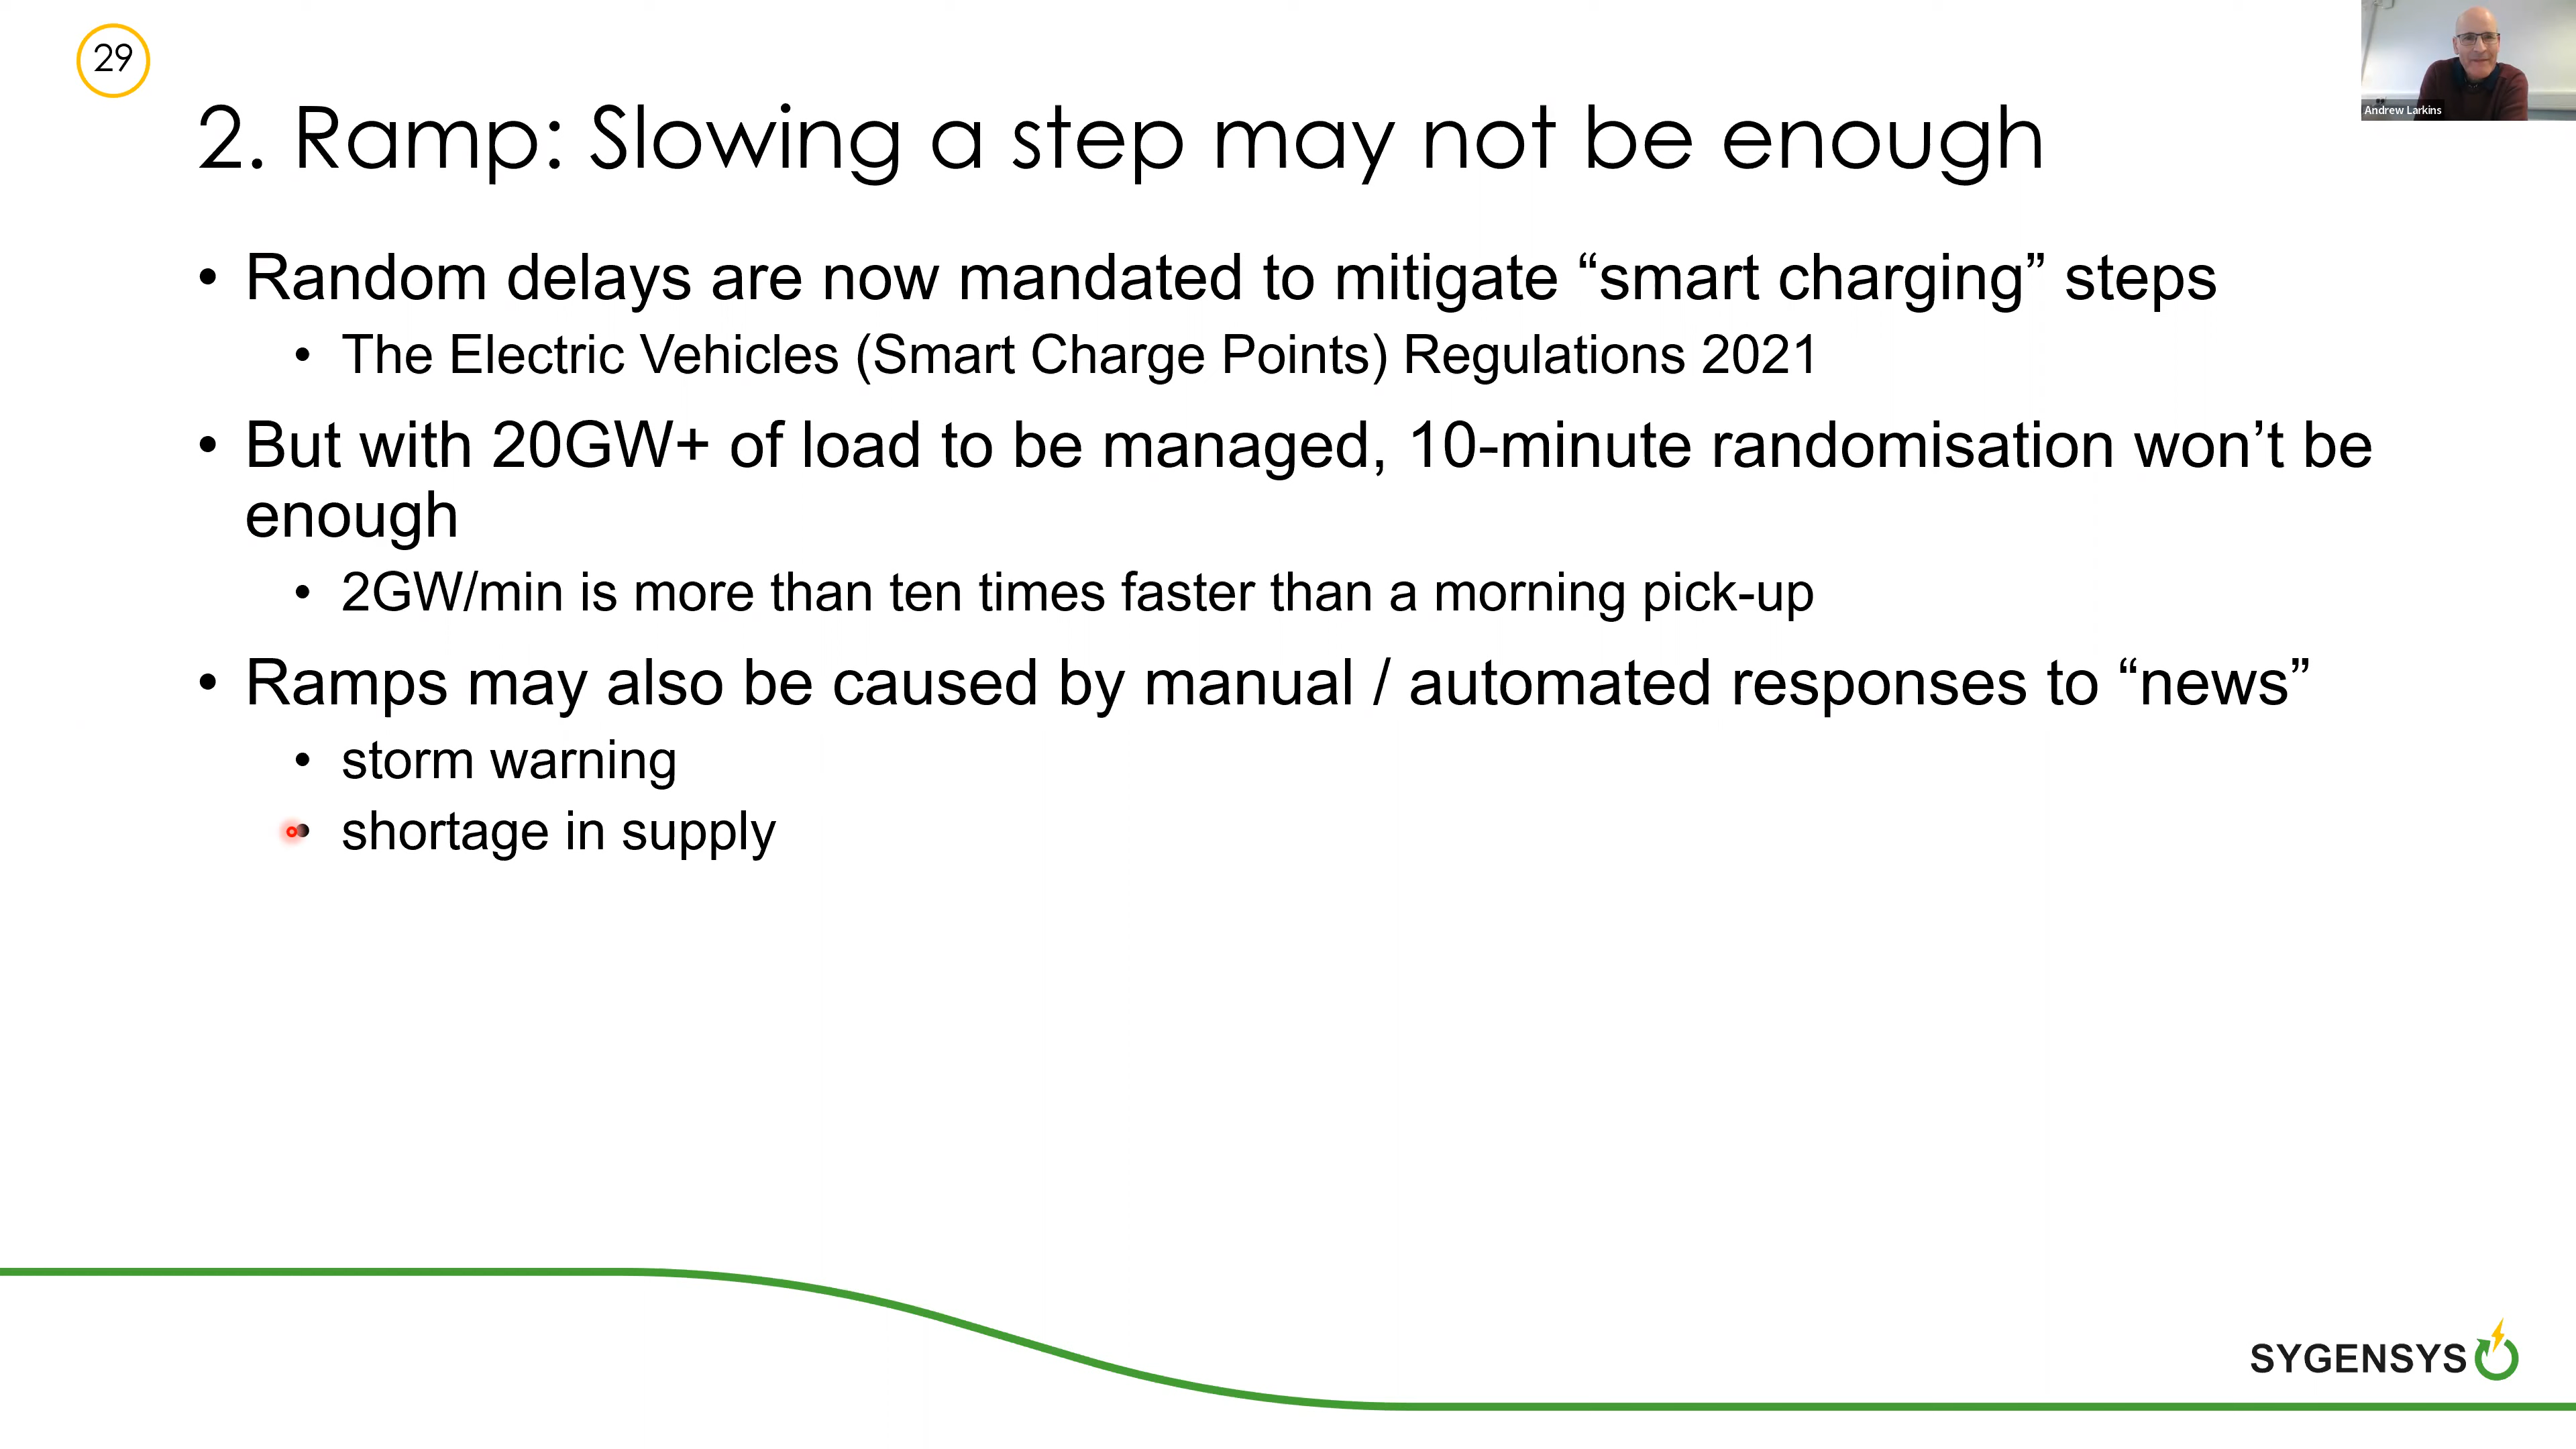 29
Andrew Larkins
2. Ramp: Slowing a step may not be enough
• Random delays are now mandated to mitigate “smart charging” steps
• The Electric Vehicles (Smart Charge Points) Regulations 2021
• But with 20GW+ of load to be managed, 10-minute randomisation won’t be
enough
• 2GW/min is more than ten times faster than a morning pick-up
• Ramps may also be caused by manual / automated responses to “news”
• storm warning
• shortage in supply
SYGENSYS